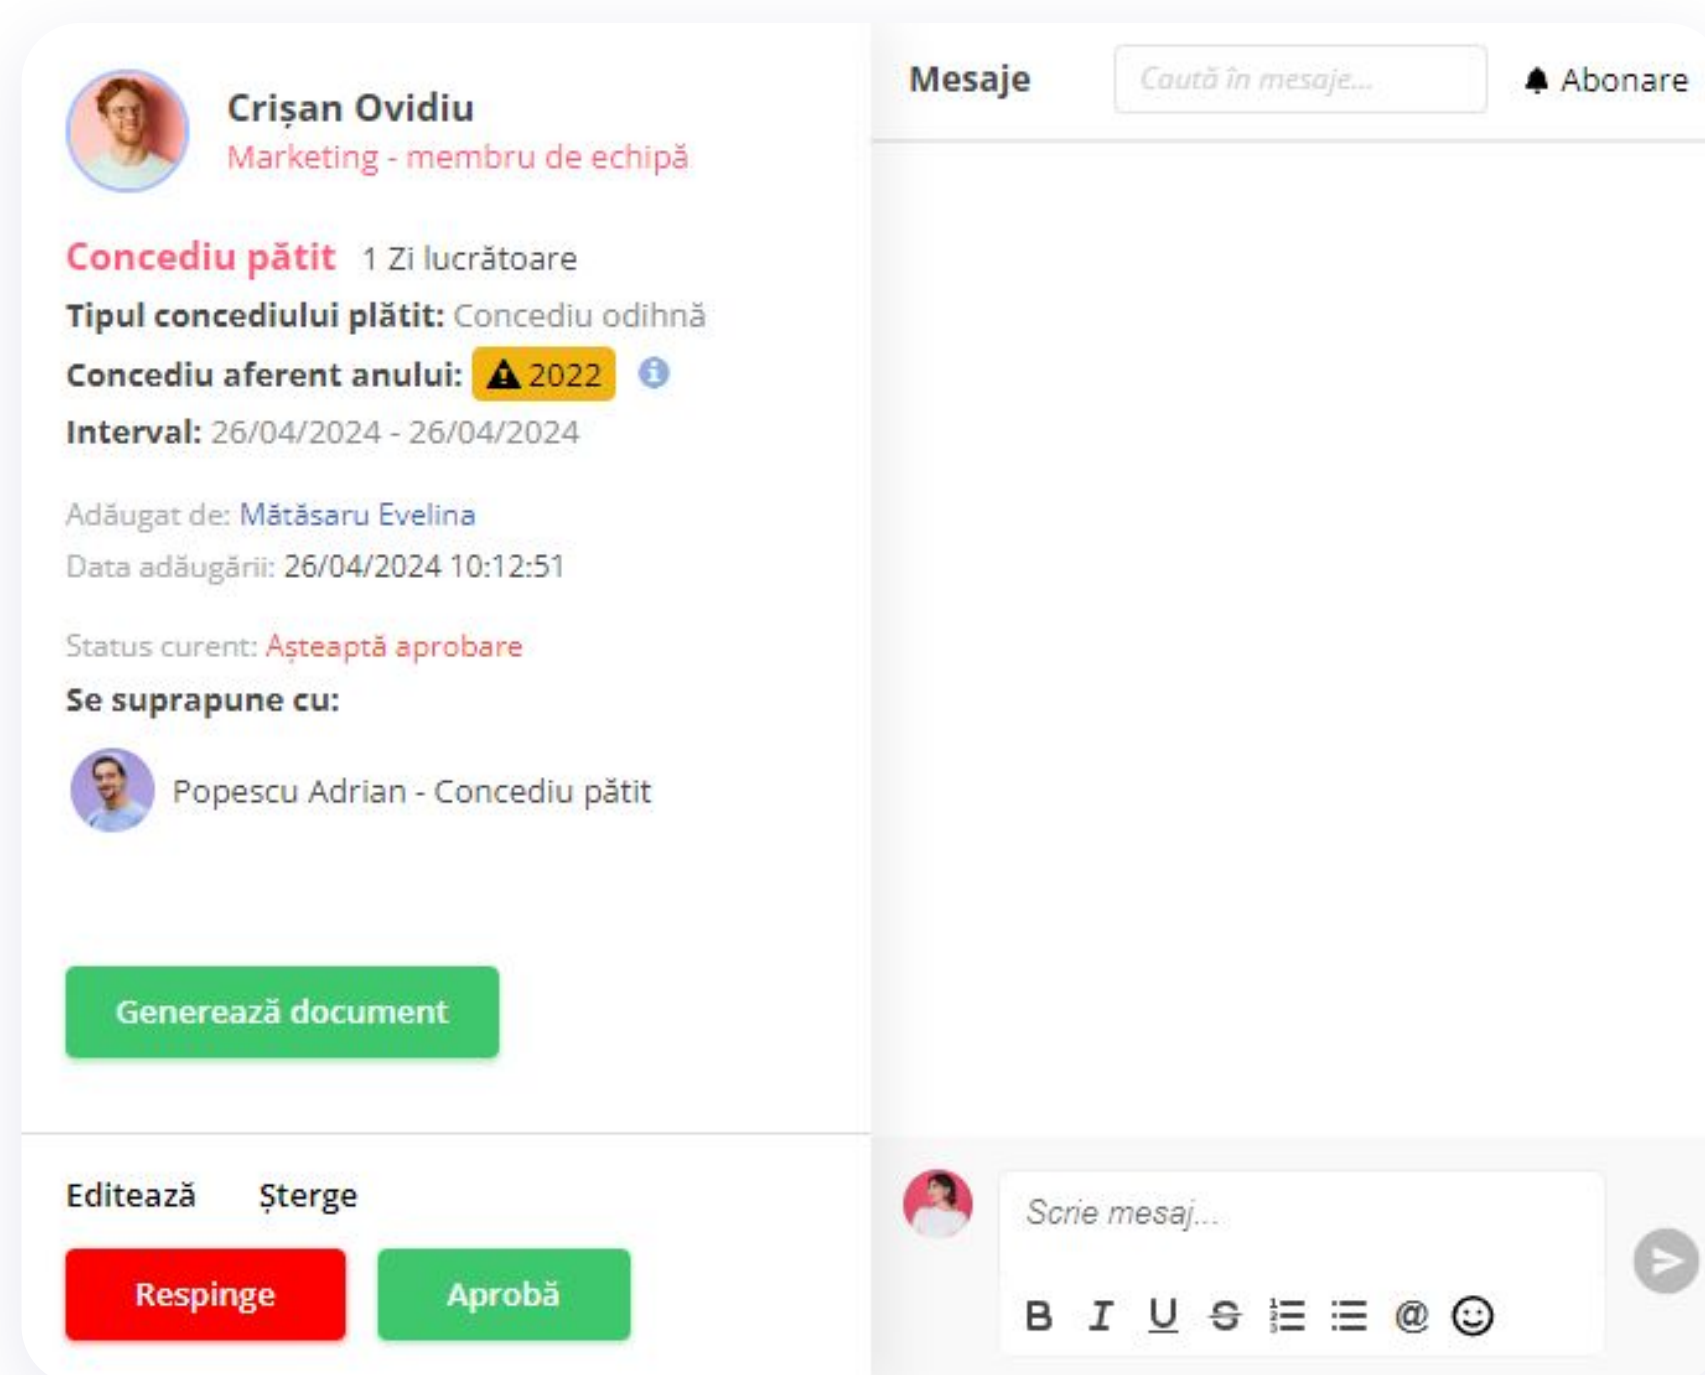 Crișan Ovidiu
Marketing - membru de echipă
Concediu pătit 1 Zi lucrătoare
Tipul concediului plătit: Concediu odihnă
Concediu aferent anului: 2022
Interval: 26/04/2024 - 26/04/2024
Adăugat de: Mătăsaru Evelina
Data adăugării: 26/04/2024 10:12:51
Status curent: Așteaptă aprobare
Se suprapune cu:
Popescu Adrian - Concediu pătit
Generează document
Editează Șterge
Respinge Aprobă
Mesaje Caută în mesaje... Abonare
Scrie mesaj...
B I U S @